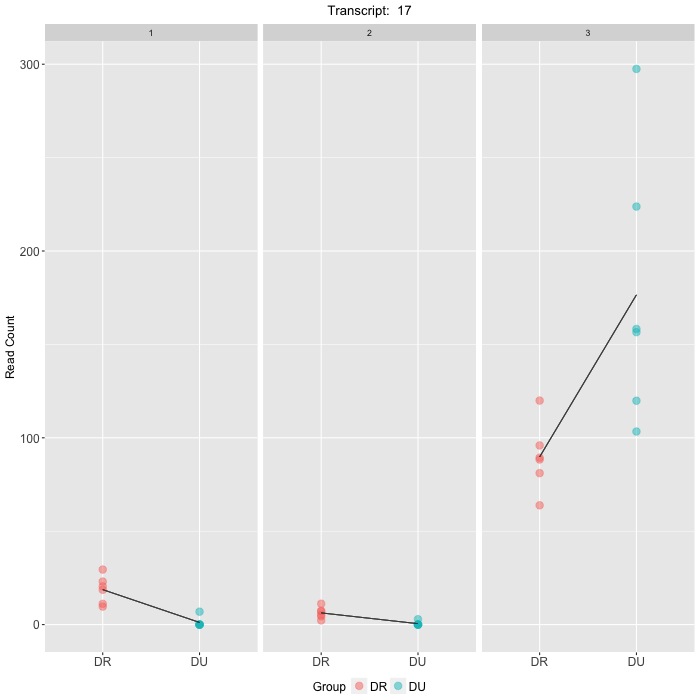 Transcript: 17
1 2 3
Read Count
300
200
100
0
DR DU DR DU DR DU
Group DR DU